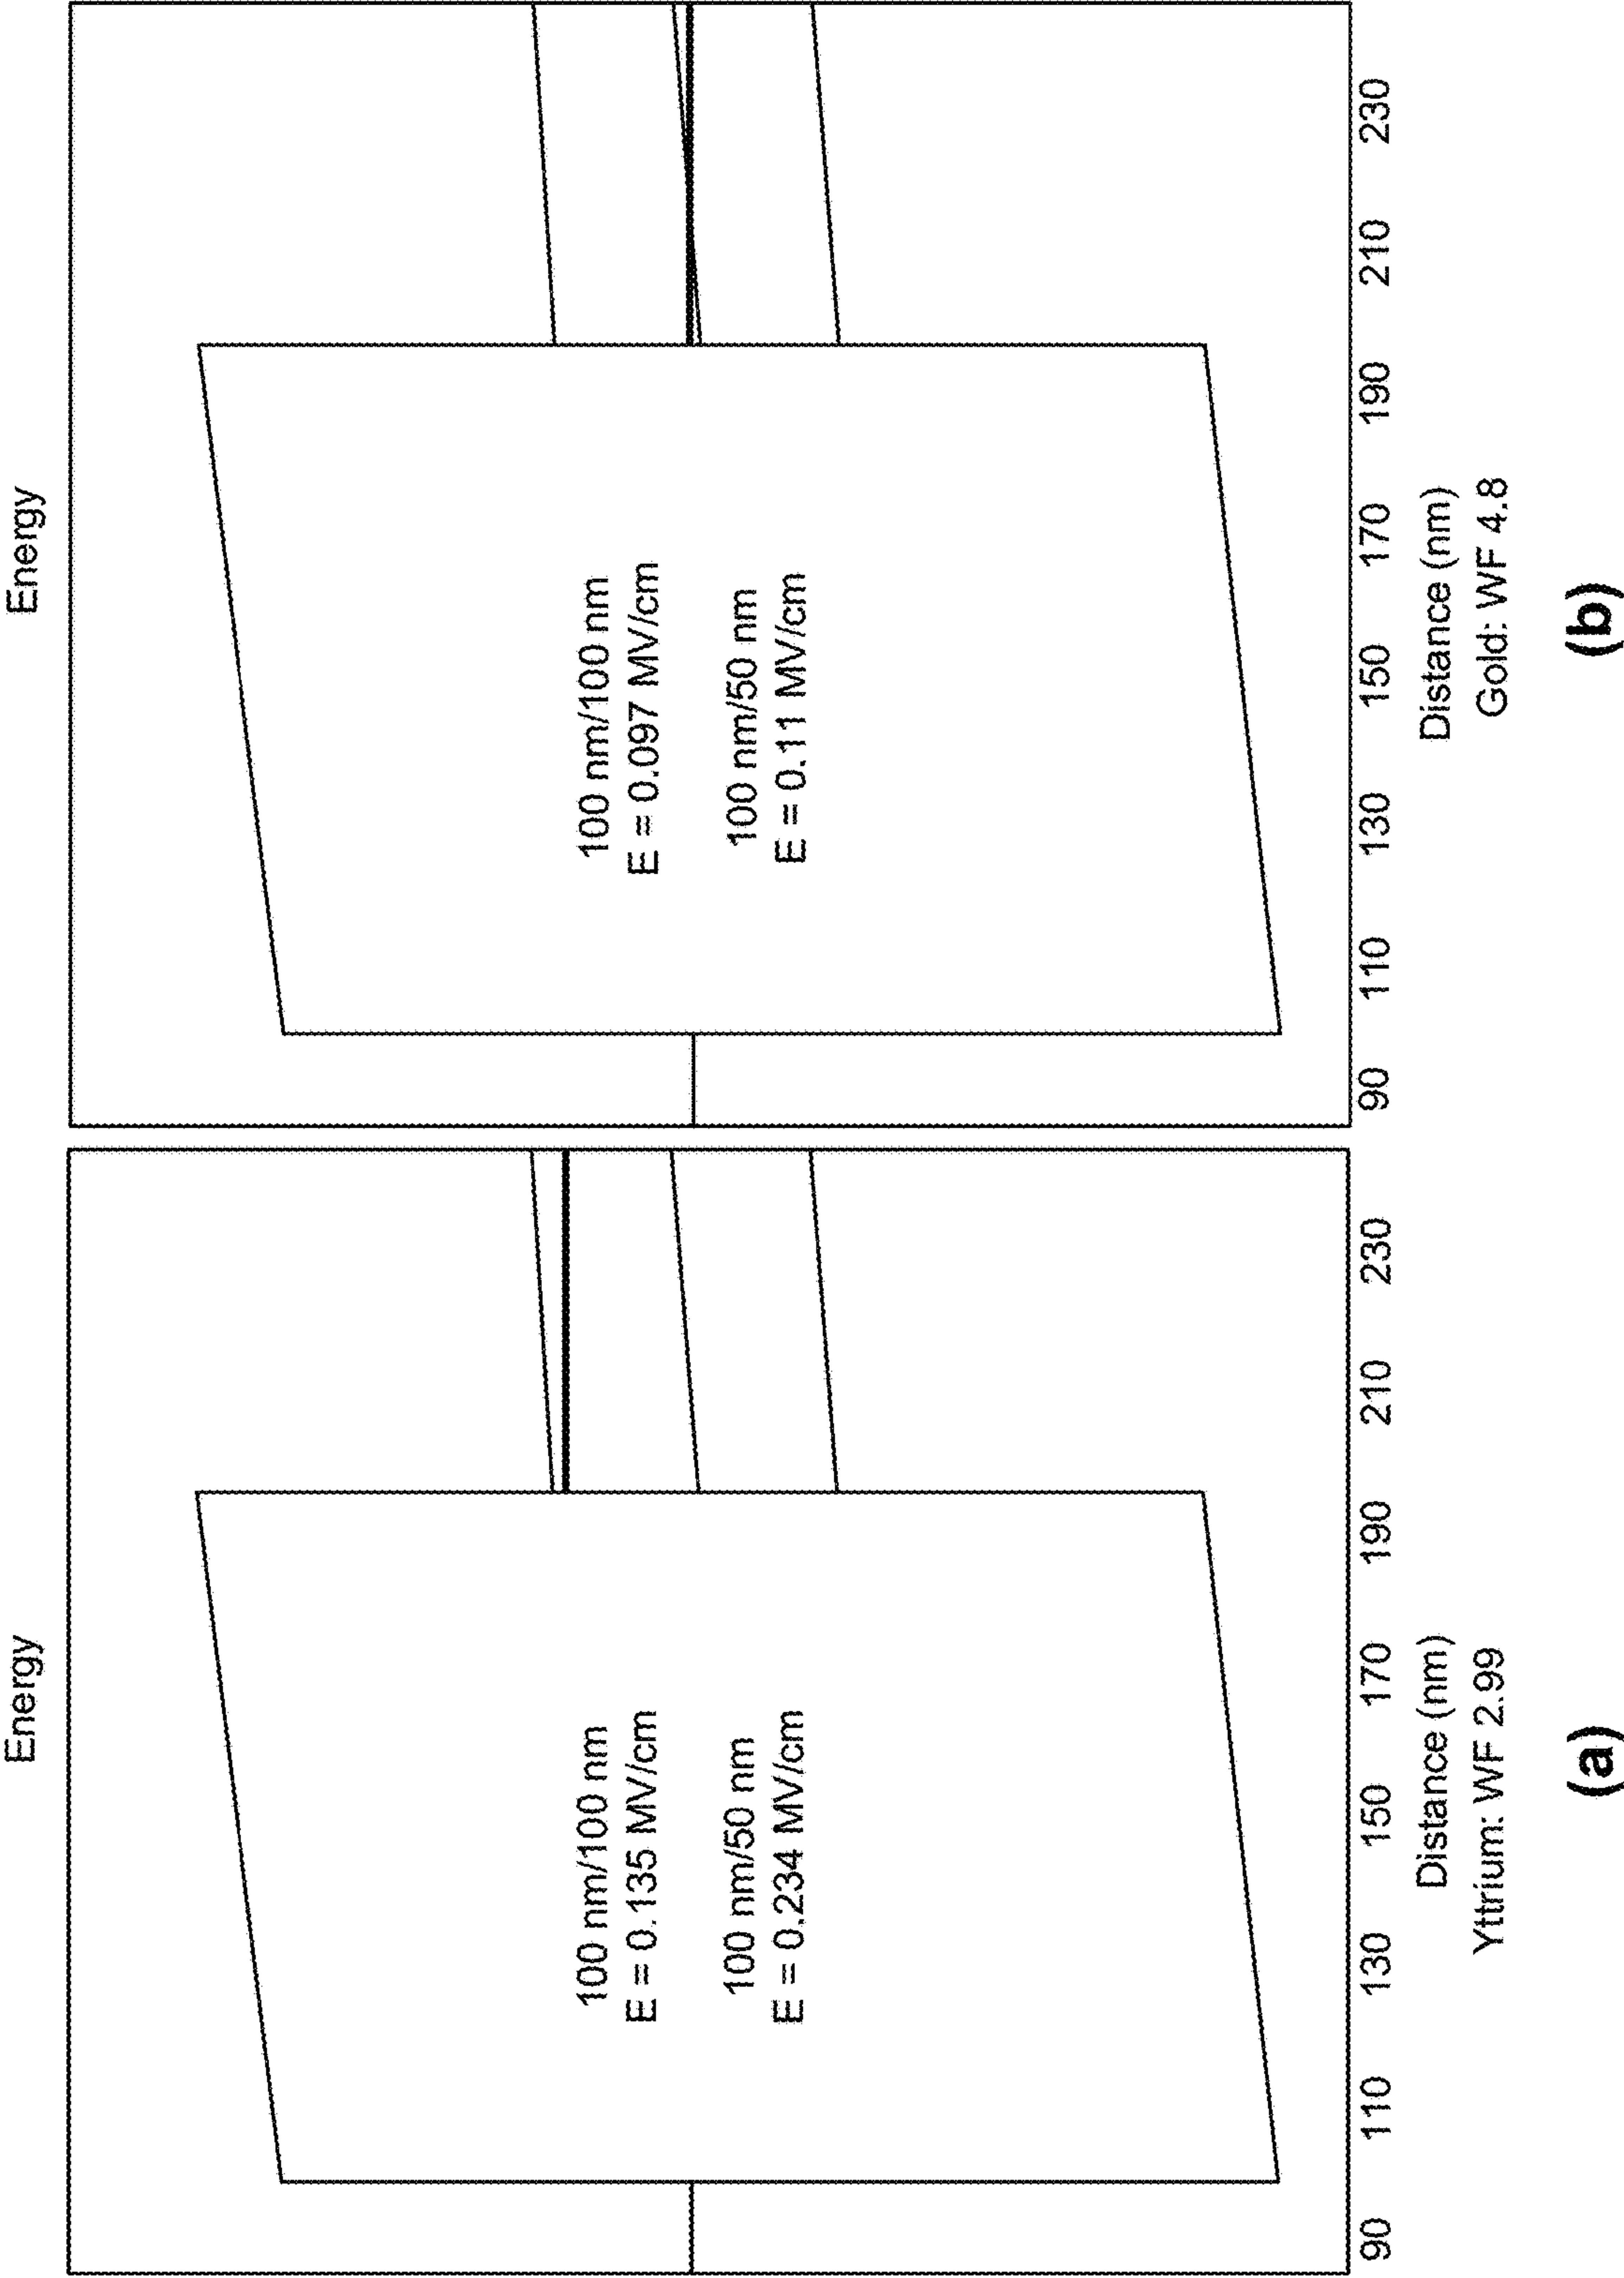 Energy
100 nm/100 nm
E = 0.135 MV/cm
100 nm/50 nm
E = 0.234 MV/cm
90 110 130 150 170 190 210 230
Distance (nm)
Yttrium: WF 2.99
(a)
Energy
100 nm/100 nm
E = 0.097 MV/cm
100 nm/50 nm
E = 0.11 MV/cm
90 110 130 150 170 190 210 230
Distance (nm)
Gold: WF 4.8
(b)